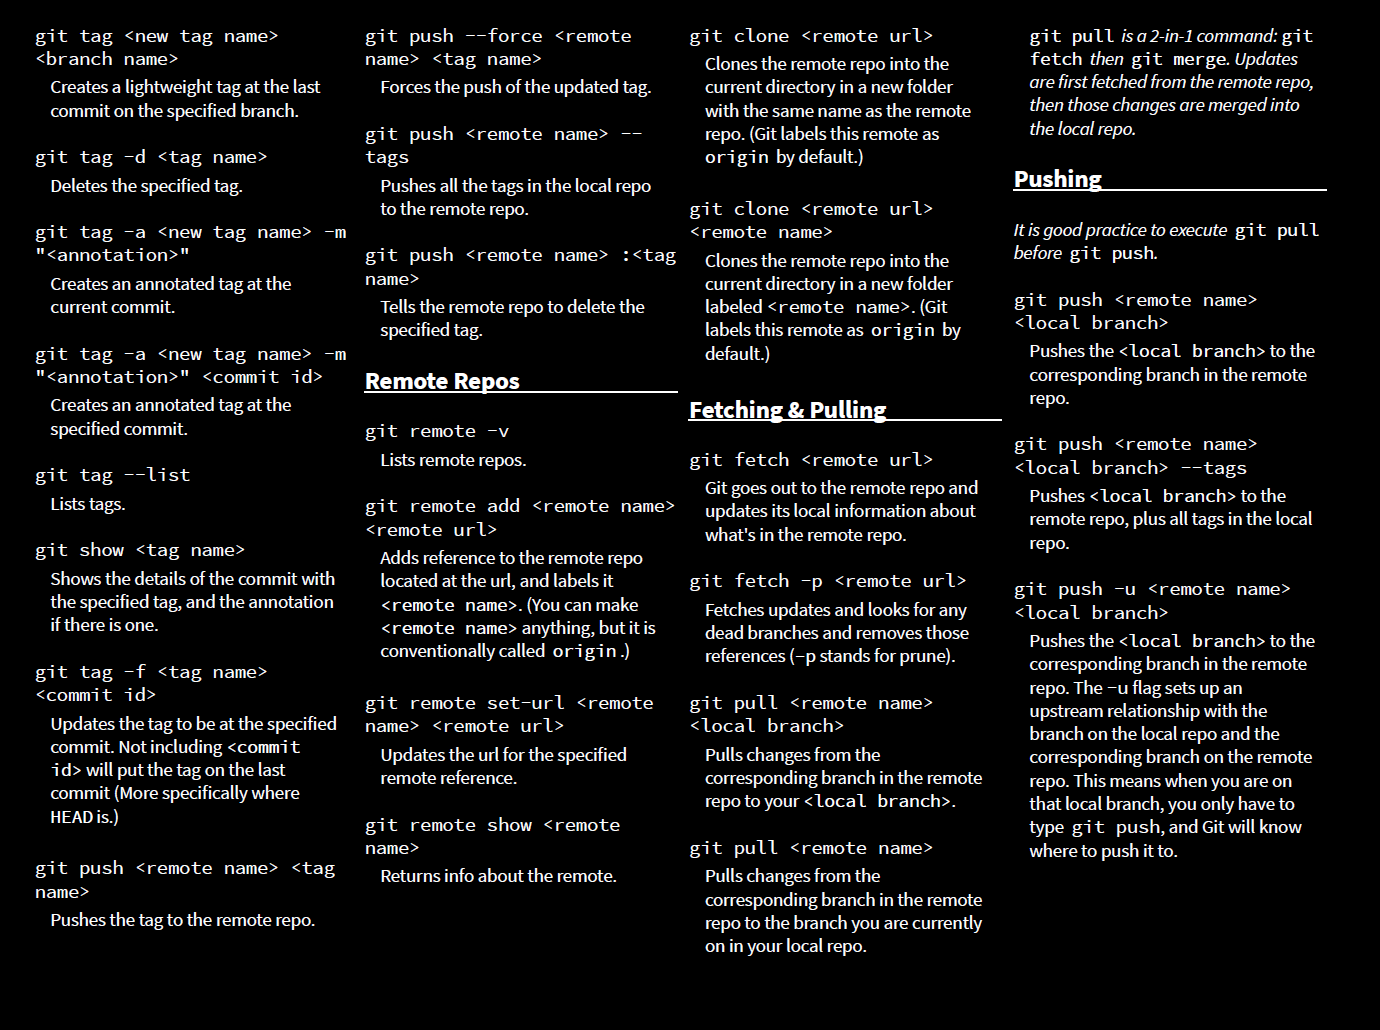 git tag <new tag name>
<branch name>
Creates a lightweight tag at the last
commit on the specified branch.
git tag -d <tag name>
Deletes the specified tag.
git tag -a <new tag name> -m
"<annotation>"
Creates an annotated tag at the
current commit.
git tag -a <new tag name> -m
"<annotation>" <commit id>
Creates an annotated tag at the
specified commit.
git tag --list
Lists tags.
git show <tag name>
Shows the details of the commit with
the specified tag, and the annotation
if there is one.
git tag -f <tag name>
<commit id>
Updates the tag to be at the specified
commit. Not including <commit
id> will put the tag on the last
commit (More specifically where
HEAD is.)
git push <remote name> <tag
name>
Pushes the tag to the remote repo.
git push --force <remote
name> <tag name>
Forces the push of the updated tag.
git push <remote name> --
tags
Pushes all the tags in the local repo
to the remote repo.
git push <remote name> :<tag
name>
Tells the remote repo to delete the
specified tag.
Remote Repos
git remote -v
Lists remote repos.
git remote add <remote name>
<remote url>
Adds reference to the remote repo
located at the url, and labels it
<remote name>. (You can make
<remote name> anything, but it is
conventionally called origin.)
git remote set-url <remote
name> <remote url>
Updates the url for the specified
remote reference.
git remote show <remote
name>
Returns info about the remote.
git clone <remote url>
Clones the remote repo into the
current directory in a new folder
with the same name as the remote
repo. (Git labels this remote as
origin by default.)
git clone <remote url>
<remote name>
Clones the remote repo into the
current directory in a new folder
labeled <remote name>. (Git
labels this remote as origin by
default.)
Fetching & Pulling
git fetch <remote url>
Git goes out to the remote repo and
updates its local information about
what's in the remote repo.
git fetch -p <remote url>
Fetches updates and looks for any
dead branches and removes those
references (-p stands for prune).
git pull <remote name>
<local branch>
Pulls changes from the
corresponding branch in the remote
repo to your <local branch>.
git pull <remote name>
Pulls changes from the
corresponding branch in the remote
repo to the branch you are currently
on in your local repo.
git pull is a 2-in-1 command: git
fetch then git merge. Updates
are first fetched from the remote repo,
then those changes are merged into
the local repo.
Pushing
It is good practice to execute git pull
before git push.
git push <remote name>
<local branch>
Pushes the <local branch> to the
corresponding branch in the remote
repo.
git push <remote name>
<local branch> --tags
Pushes <local branch> to the
remote repo, plus all tags in the local
repo.
git push -u <remote name>
<local branch>
Pushes the <local branch> to the
corresponding branch in the remote
repo. The -u flag sets up an
upstream relationship with the
branch on the local repo and the
corresponding branch on the remote
repo. This means when you are on
that local branch, you only have to
type git push, and Git will know
where to push it to.